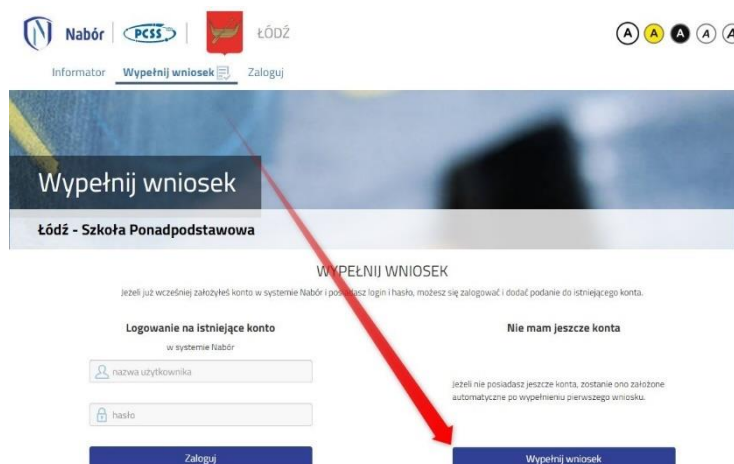 Nabór PCSS ŁÓDŹ
A A A A A
Informator Wypełnij wniosek Zaloguj
Wypełnij wniosek
Łódź - Szkoła Ponadpodstawowa
WYPEŁNIJ WNIOSEK
Jeżeli już wcześniej założyłeś konto w systemie Nabór i posiadasz login i hasło, możesz się zalogować i dodać podanie do istniejącego konta.
Logowanie na istniejące konto
w systemie Nabór
nazwa użytkownika
hasło
Zaloguj
Nie mam jeszcze konta
Jeżeli nie posiadasz jeszcze konta, zostanie ono założone
automatyczne po wypełnieniu pierwszego wniosku.
Wypełnij wniosek